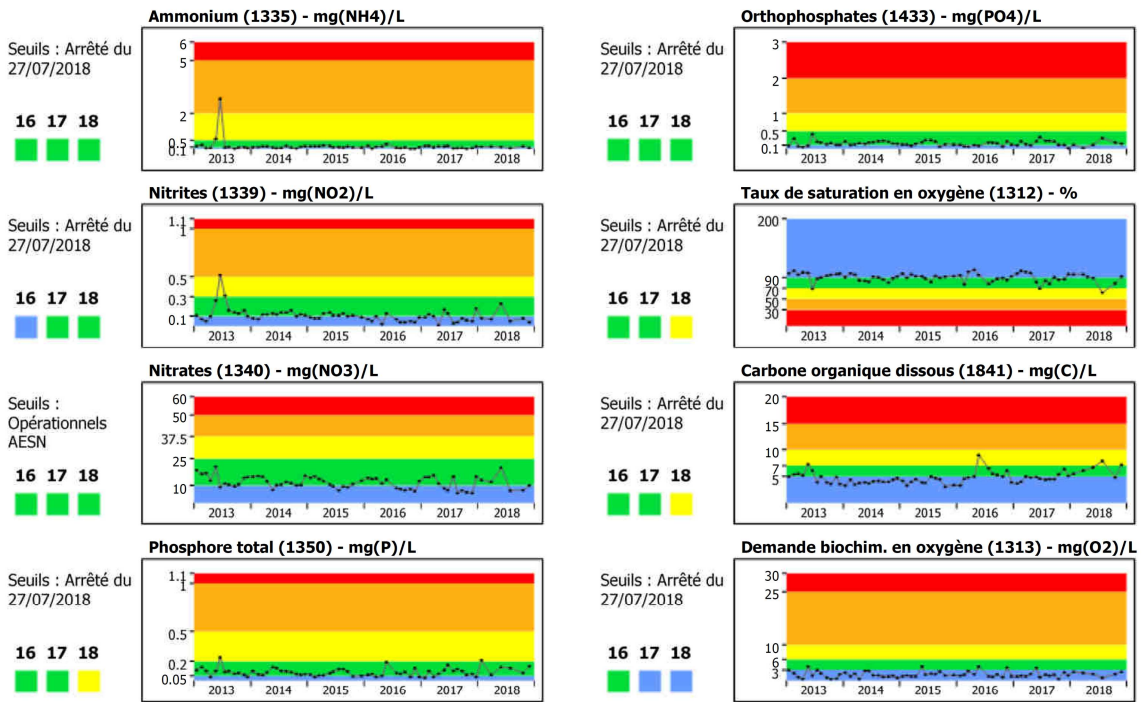 Ammonium (1335) - mg(NH4)/L
Seuils : Arrêté du
27/07/2018
16 17 18
6
5
2
0.5
0.1
2013 2014 2015 2016 2017 2018
Orthophosphates (1433) - mg(PO4)/L
Seuils : Arrêté du
27/07/2018
16 17 18
3
2
1
0.5
0.1
2013 2014 2015 2016 2017 2018
Nitrites (1339) - mg(NO2)/L
Seuils : Arrêté du
27/07/2018
16 17 18
1.1
1
0.5
0.3
0.1
2013 2014 2015 2016 2017 2018
Taux de saturation en oxygène (1312) - %
Seuils : Arrêté du
27/07/2018
16 17 18
200
90
70
50
30
2013 2014 2015 2016 2017 2018
Nitrates (1340) - mg(NO3)/L
Seuils :
Opérationnels
AESN
16 17 18
60
50
37.5
25
10
2013 2014 2015 2016 2017 2018
Carbone organique dissous (1841) - mg(C)/L
Seuils : Arrêté du
27/07/2018
16 17 18
20
15
10
7
5
2013 2014 2015 2016 2017 2018
Phosphore total (1350) - mg(P)/L
Seuils : Arrêté du
27/07/2018
16 17 18
1.1
1
0.5
0.2
0.05
2013 2014 2015 2016 2017 2018
Demande biochim. en oxygène (1313) - mg(O2)/L
Seuils : Arrêté du
27/07/2018
16 17 18
30
25
10
6
3
2013 2014 2015 2016 2017 2018